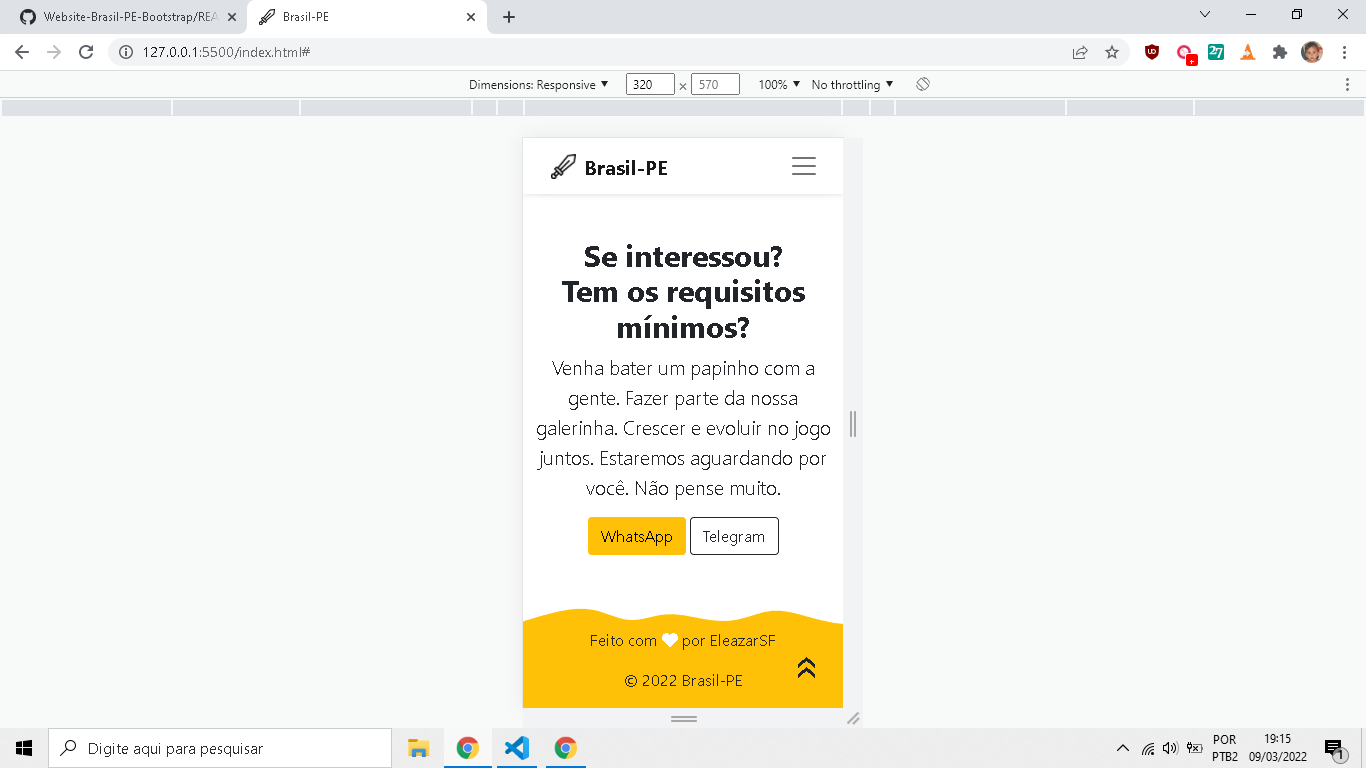 Website-Brasil-PE-Bootstrap/REA
Brasil-PE
127.0.0.1:5500/index.html#
Dimensions: Responsive
320 × 570
100%
No throttling
Brasil-PE
Se interessou?
Tem os requisitos
mínimos?
Venha bater um papinho com a
gente. Fazer parte da nossa
galerinha. Crescer e evoluir no jogo
juntos. Estaremos aguardando por
você. Não pense muito.
WhatsApp
Telegram
Feito com por EleazarSF
© 2022 Brasil-PE
Digite aqui para pesquisar
POR
PTB2
19:15
09/03/2022
1